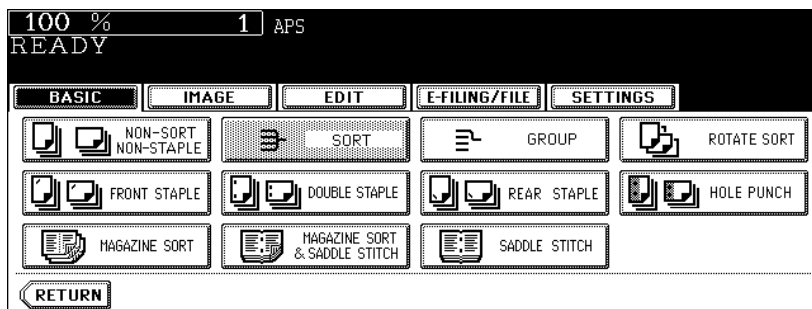 100 % 1 APS
READY
BASIC IMAGE EDIT E-FILING/FILE SETTINGS
NON-SORT
NON-STAPLE
SORT
GROUP
ROTATE SORT
FRONT STAPLE
DOUBLE STAPLE
REAR STAPLE
HOLE PUNCH
MAGAZINE SORT
MAGAZINE SORT
& SADDLE STITCH
SADDLE STITCH
RETURN